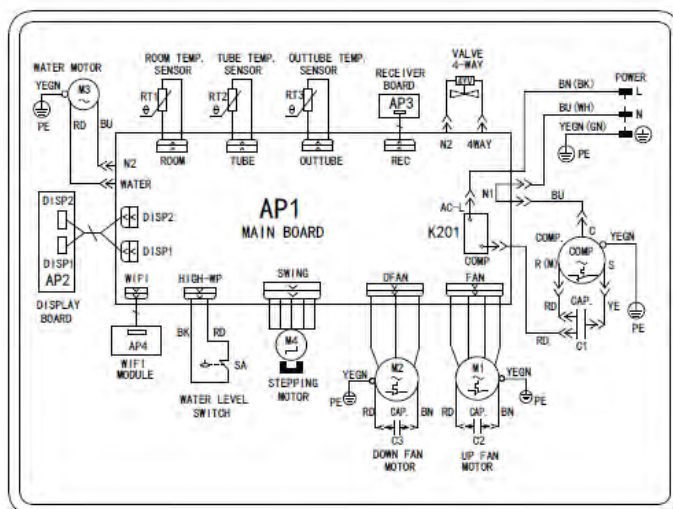 ROOM TEMP. SENSOR
TUBE TEMP. SENSOR
OUTTUBE TEMP. SENSOR
VALVE 4-WAY
WATER MOTOR
YEGN
M3
PE
RD
BU
RT1
θ
RT2
θ
RT3
θ
RECEIVER BOARD
AP3
4YV
BN(BK)
POWER
L
BU(WH)
N
YEGN(GN)
PE
N2
WATER
ROOM
TUBE
OUTTUBE
REC
N2
4WAY
N1
BU
AP1
MAIN BOARD
AC-L
K201
COMP
DISP2
DISP1
AP2
DISPLAY BOARD
DISP2
DISP1
COMP.
C
COMP
YEGN
R(M)
S
RD
CAP.
YE
C1
RD
PE
WIFI
HIGH-WP
SWING
DFAN
FAN
AP4
WIFI MODULE
BK
RD
SA
WATER LEVEL SWITCH
M4
STEPPING MOTOR
M2
YEGN
PE
RD
CAP.
BN
C3
DOWN FAN MOTOR
M1
YEGN
PE
RD
CAP.
BN
C2
UP FAN MOTOR